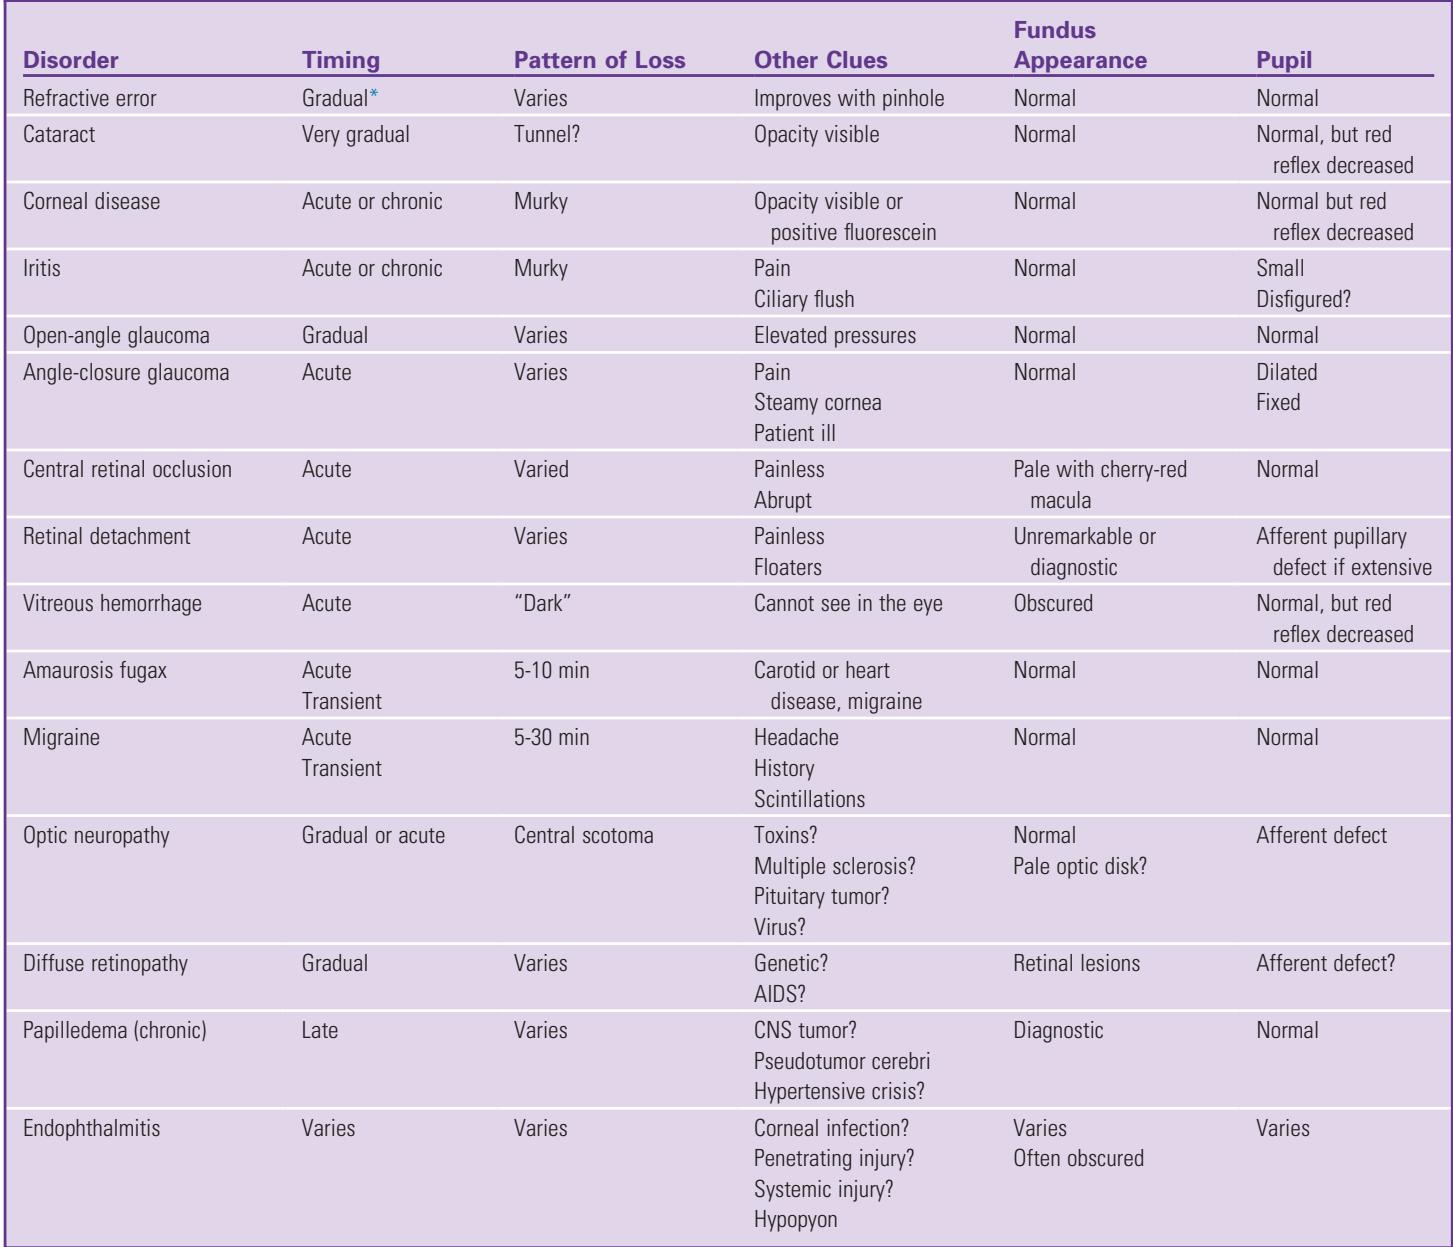 Disorder Timing Pattern of Loss Other Clues Fundus Appearance Pupil
Refractive error Gradual* Varies Improves with pinhole Normal Normal
Cataract Very gradual Tunnel? Opacity visible Normal Normal, but red
reflex decreased
Corneal disease Acute or chronic Murky Opacity visible or Normal Normal but red
positive fluorescein reflex decreased
Iritis Acute or chronic Murky Pain Normal Small
Ciliary flush Disfigured?
Open-angle glaucoma Gradual Varies Elevated pressures Normal Normal
Angle-closure glaucoma Acute Varies Pain Normal Dilated
Steamy cornea Fixed
Patient ill
Central retinal occlusion Acute Varied Painless Pale with cherry-red Normal
Abrupt macula
Retinal detachment Acute Varies Painless Unremarkable or Afferent pupillary
Floaters diagnostic defect if extensive
Vitreous hemorrhage Acute “Dark” Cannot see in the eye Obscured Normal, but red
reflex decreased
Amaurosis fugax Acute 5-10 min Carotid or heart Normal Normal
Transient disease, migraine
Migraine Acute 5-30 min Headache Normal Normal
Transient History
Scintillations
Optic neuropathy Gradual or acute Central scotoma Toxins? Normal Afferent defect
Multiple sclerosis? Pale optic disk?
Pituitary tumor?
Virus?
Diffuse retinopathy Gradual Varies Genetic? Retinal lesions Afferent defect?
AIDS?
Papilledema (chronic) Late Varies CNS tumor? Diagnostic Normal
Pseudotumor cerebri
Hypertensive crisis?
Endophthalmitis Varies Varies Corneal infection? Varies Varies
Penetrating injury? Often obscured
Systemic injury?
Hypopyon